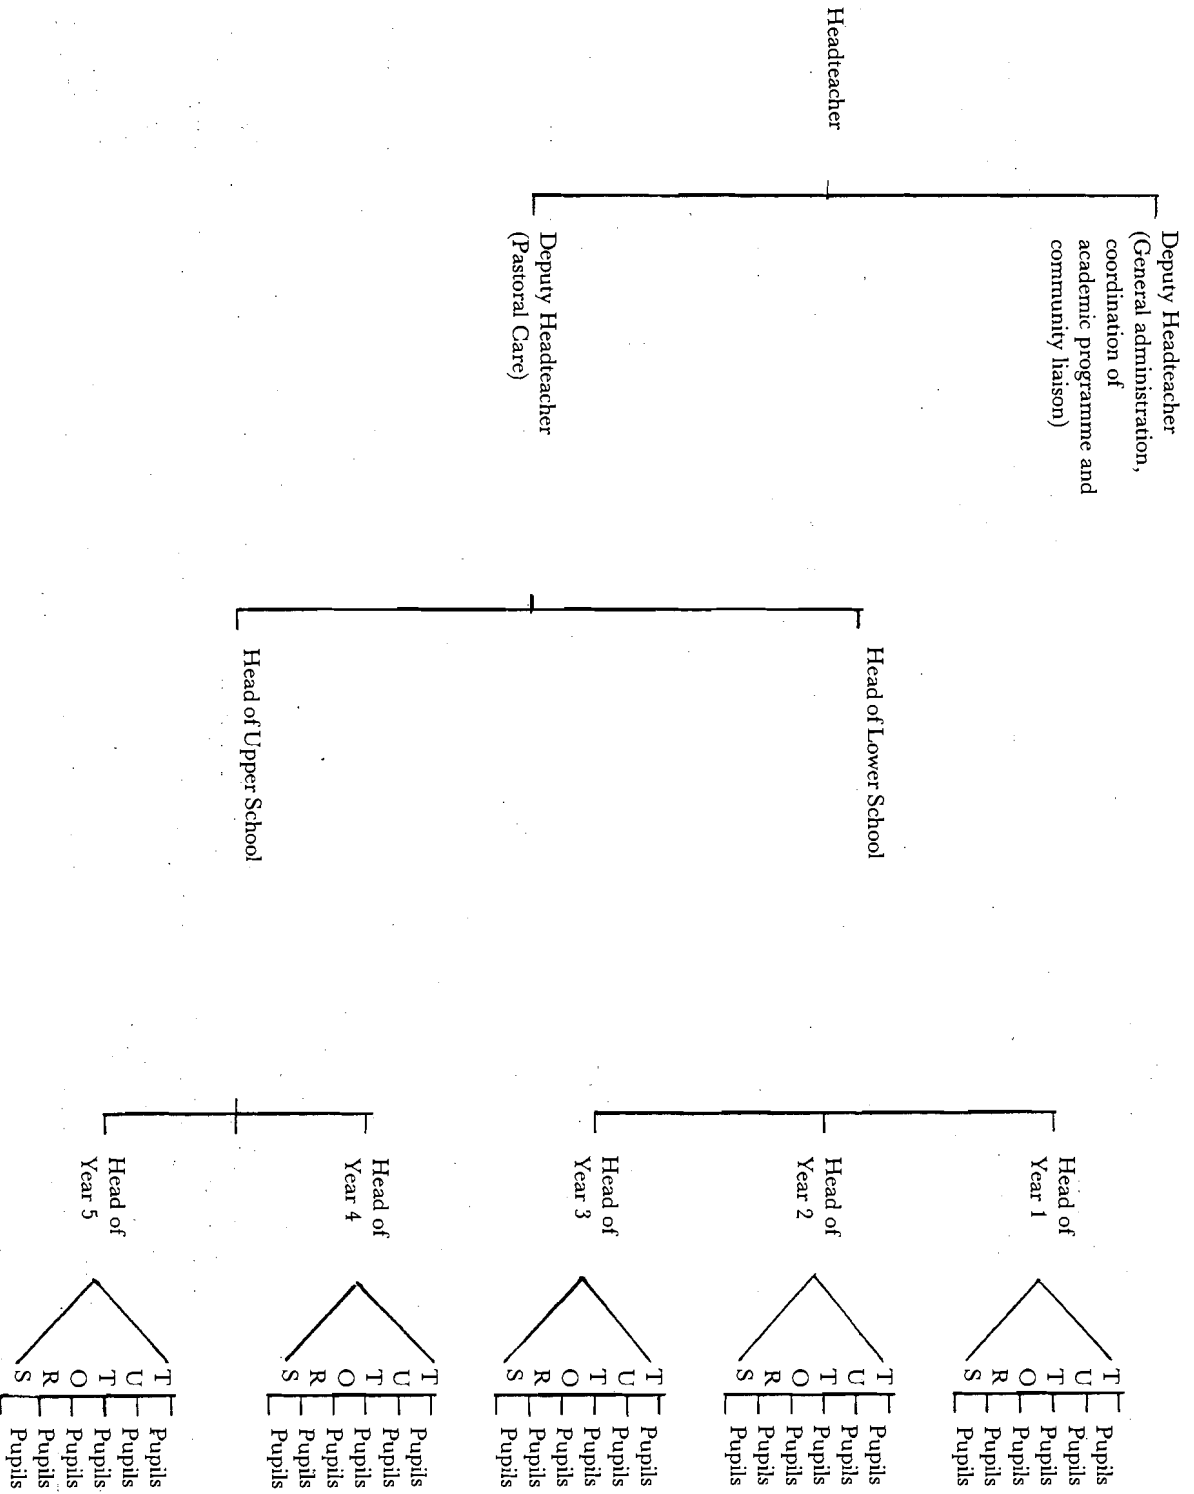 Headteacher
Deputy Headteacher
(General administration,
coordination of
academic programme and
community liaison)
Deputy Headteacher
(Pastoral Care)
Head of Lower School
Head of Upper School
Head of
Year 1
Head of
Year 2
Head of
Year 3
Head of
Year 4
Head of
Year 5
T Pupils
U Pupils
T Pupils
O Pupils
R Pupils
S Pupils
T Pupils
U Pupils
T Pupils
O Pupils
R Pupils
S Pupils
T Pupils
U Pupils
T Pupils
O Pupils
R Pupils
S Pupils
T Pupils
U Pupils
T Pupils
O Pupils
R Pupils
S Pupils
T Pupils
U Pupils
T Pupils
O Pupils
R Pupils
S Pupils